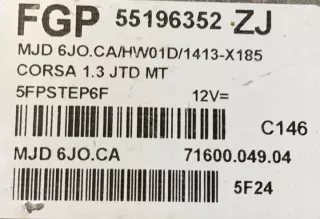 FGP 55196352 ZJ
MJD 6JO.CA/HW01D/1413-X185
CORSA 1.3 JTD MT
5FPSTEP6F 12V=
C146
MJD 6JO.CA 71600.049.04
5F24